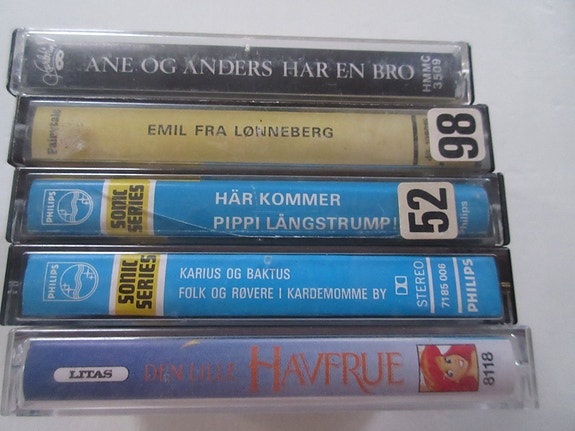 ANE OG ANDERS HAR EN BRO
HMMC
3509
Fairytale
EMIL FRA LØNNEBERG
98
PHILIPS
SONIC
SERIES
HÄR KOMMER
PIPPI LÅNGSTRUMP!
52
Philips
PHILIPS
SONIC
SERIES
KARIUS OG BAKTUS
FOLK OG RØVERE I KARDEMOMME BY
STEREO
7185 006
PHILIPS
LITAS
DEN LILLE HAVFRUE
8118